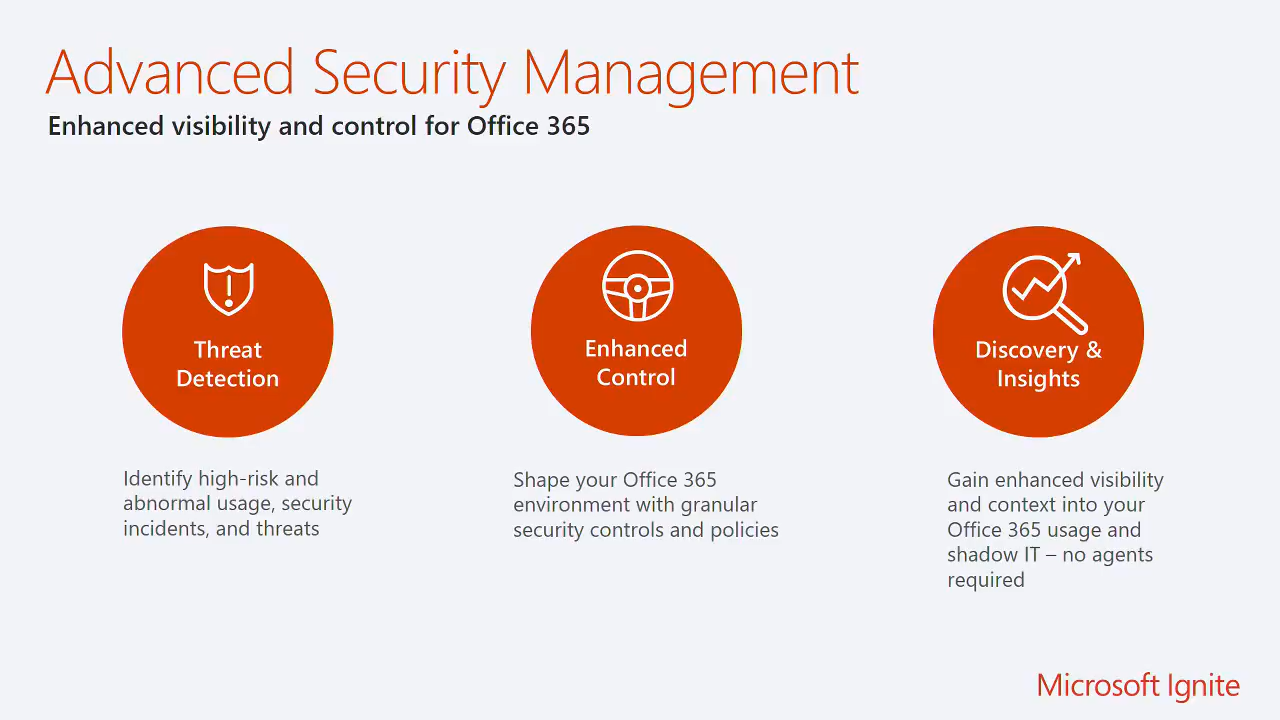 Advanced Security Management
Enhanced visibility and control for Office 365
Threat
Detection
Identify high-risk and
abnormal usage, security
incidents, and threats
Enhanced
Control
Shape your Office 365
environment with granular
security controls and policies
Discovery &
Insights
Gain enhanced visibility
and context into your
Office 365 usage and
shadow IT – no agents
required
Microsoft Ignite